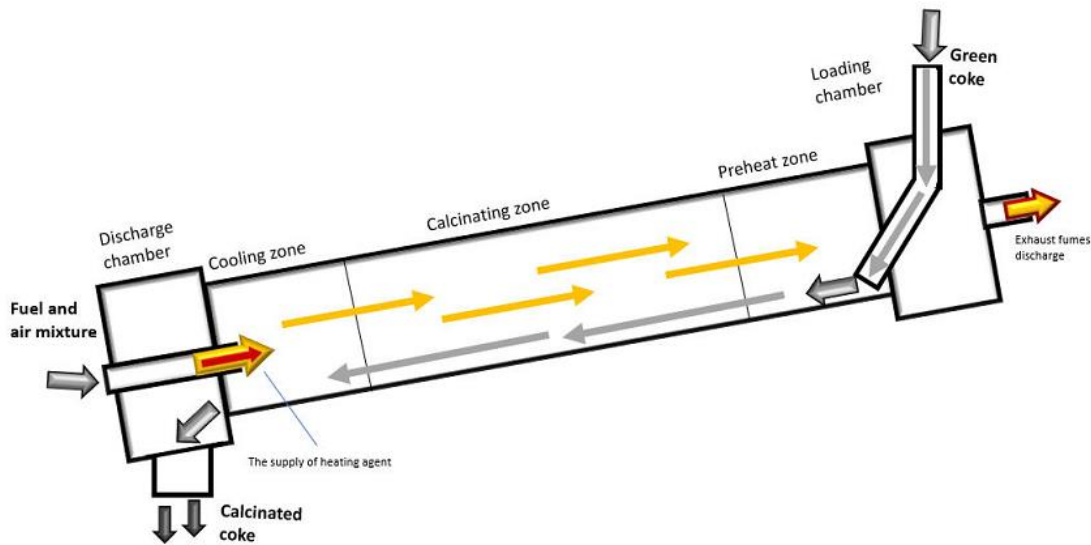 Green
coke
Loading
chamber
Preheat zone
Calcinating zone
Discharge
chamber
Cooling zone
Exhaust fumes
discharge
Fuel and
air mixture
The supply of heating agent
Calcinated
coke